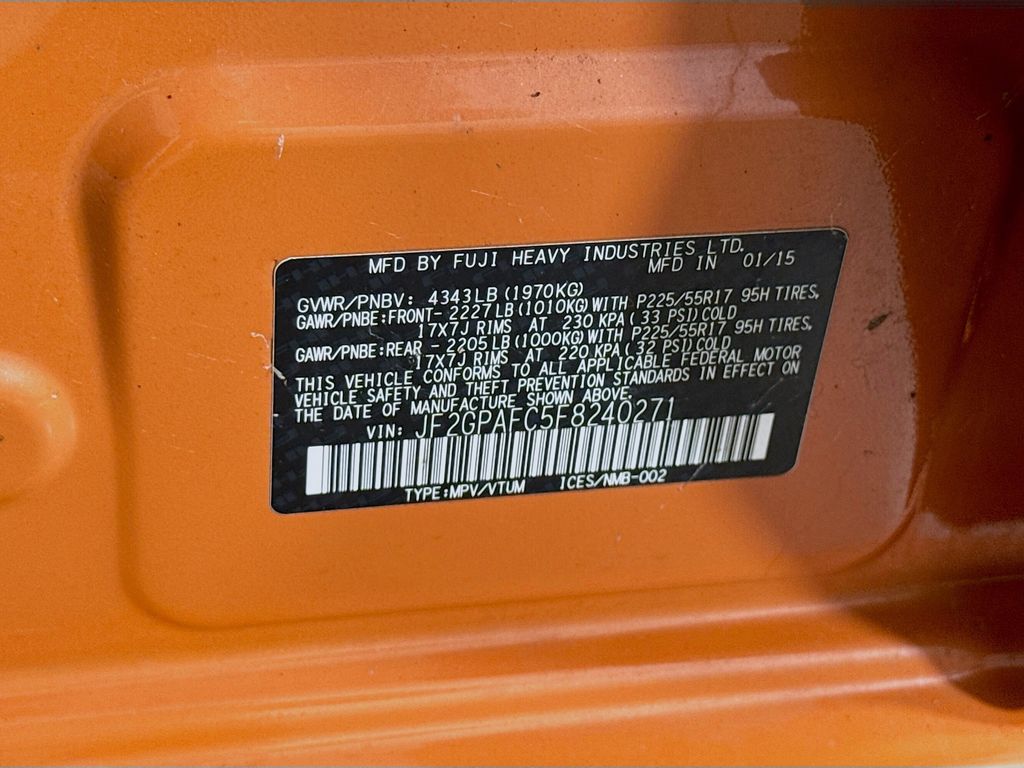 MFD BY FUJI HEAVY INDUSTRIES LTD.
MFD IN 01/15
GVWR/PNBV: 4343LB(1970KG)
GAWR/PNBE:FRONT- 2227LB(1010KG)WITH P225/55R17 95H TIRES,
17X7J RIMS AT 230 KPA(33 PSI)COLD
GAWR/PNBE:REAR - 2205LB(1000KG)WITH P225/55R17 95H TIRES,
17X7J RIMS AT 220 KPA(32 PSI)COLD
THIS VEHICLE CONFORMS TO ALL APPLICABLE FEDERAL MOTOR
VEHICLE SAFETY AND THEFT PREVENTION STANDARDS IN EFFECT ON
THE DATE OF MANUFACTURE SHOWN ABOVE.
VIN: JF2GPAFC5F8240271
TYPE:MPV/VTUM ICES/NMB-002